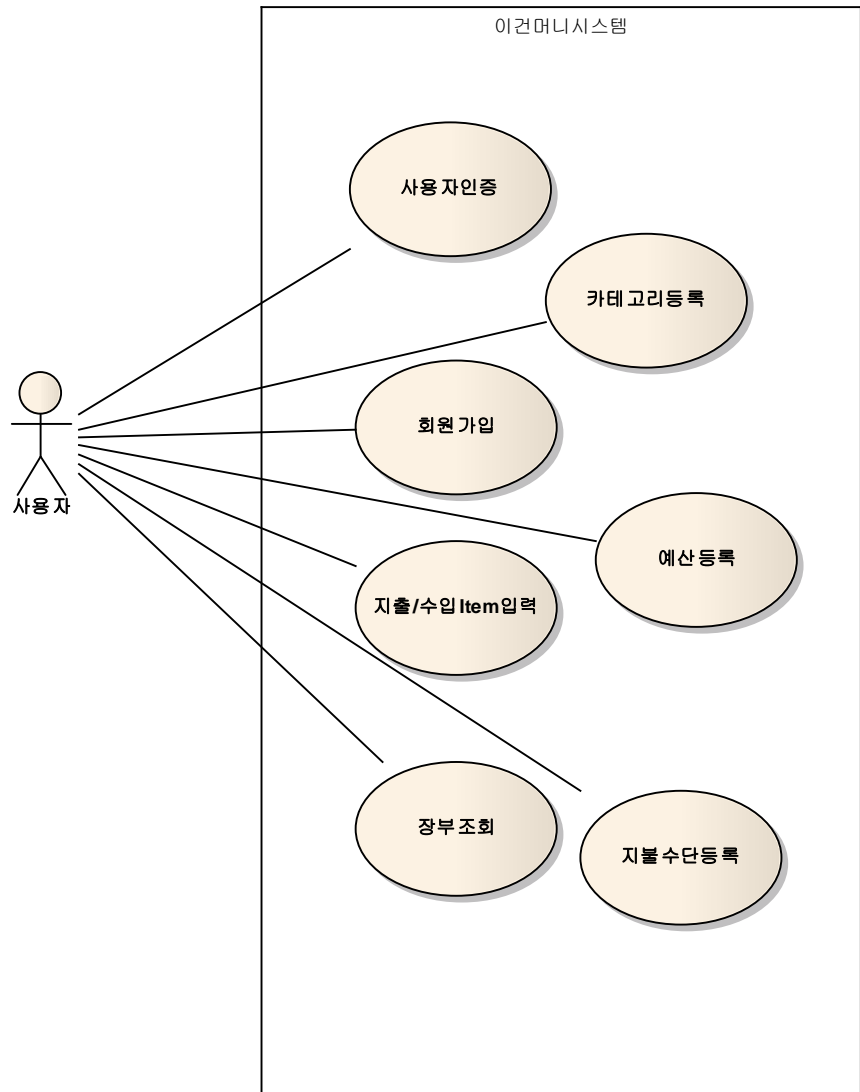 이건머니시스템
사용자인증
카테고리등록
회원가입
사용자
예산등록
지출/수입Item입력
장부조회
지불수단등록